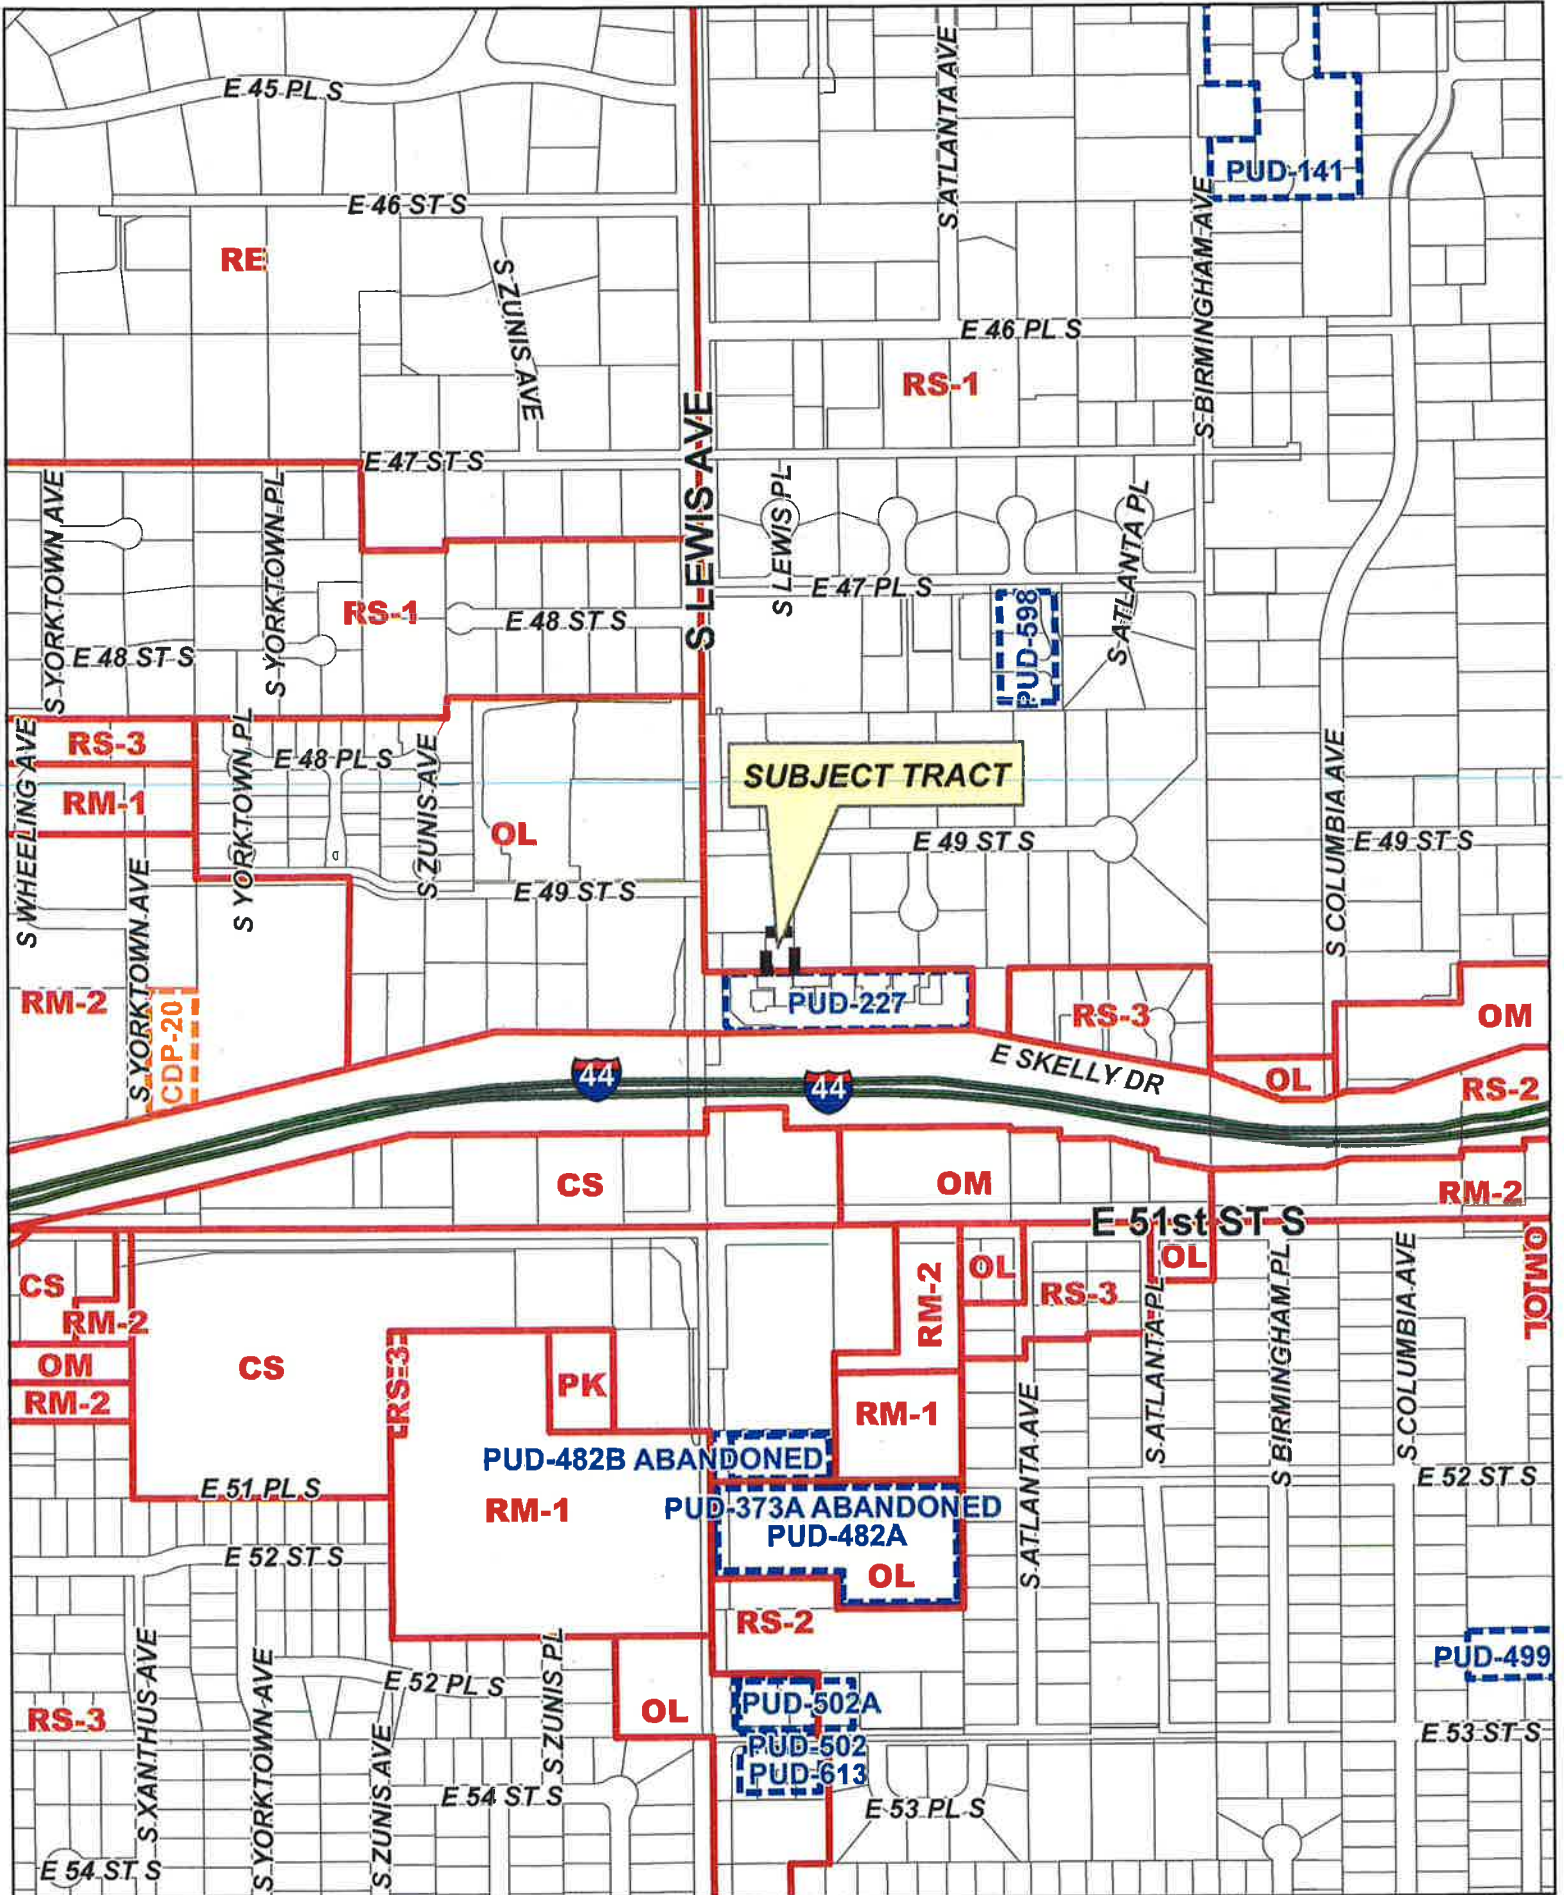 E 45 PL S
S ATLANTA AVE
PUD-141
E 46 ST S
S BIRMINGHAM AVE
RE
S ZUNIS AVE
E 46 PL S
RS-1
S LEWIS AVE
E 47 ST S
S YORKTOWN AVE
S YORKTOWN PL
S LEWIS PL
S ATLANTA PL
E 47 PL S
PUD-598
RS-1
E 48 ST S
E 48 ST S
RS-3
S YORKTOWN PL
E 48 PL S
S ZUNIS AVE
S WHEELING AVE
RM-1
OL
SUBJECT TRACT
E 49 ST S
S COLUMBIA AVE
E 49 ST S
E 49 ST S
S YORKTOWN AVE
RM-2
CDP-20
PUD-227
RS-3
OM
E SKELLY DR
44
44
OL
RS-2
CS
OM
RM-2
E 51st ST S
CS
RM-2
OM
RM-2
CS
RS-3
PK
RM-2
OL
RS-3
OL
S ATLANTA PL
S BIRMINGHAM PL
S COLUMBIA AVE
OM
OL
RM-1
S ATLANTA AVE
PUD-482B ABANDONED
E 51 PL S
RM-1
PUD-373A ABANDONED
PUD-482A
OL
E 52 ST S
E 52 ST S
RS-2
PUD-499
S XANTHUS AVE
S YORKTOWN AVE
E 52 PL S
S ZUNIS PL
S ZUNIS AVE
RS-3
OL
PUD-502A
PUD-502
PUD-613
E 53 ST S
E 54 ST S
E 53 PL S
E 54 ST S